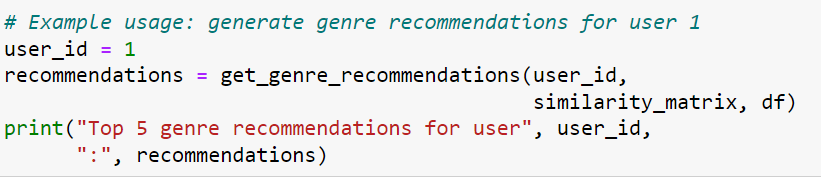 # Example usage: generate genre recommendations for user 1
user_id = 1
recommendations = get_genre_recommendations(user_id,
                                            similarity_matrix, df)
print("Top 5 genre recommendations for user", user_id,
      ":", recommendations)